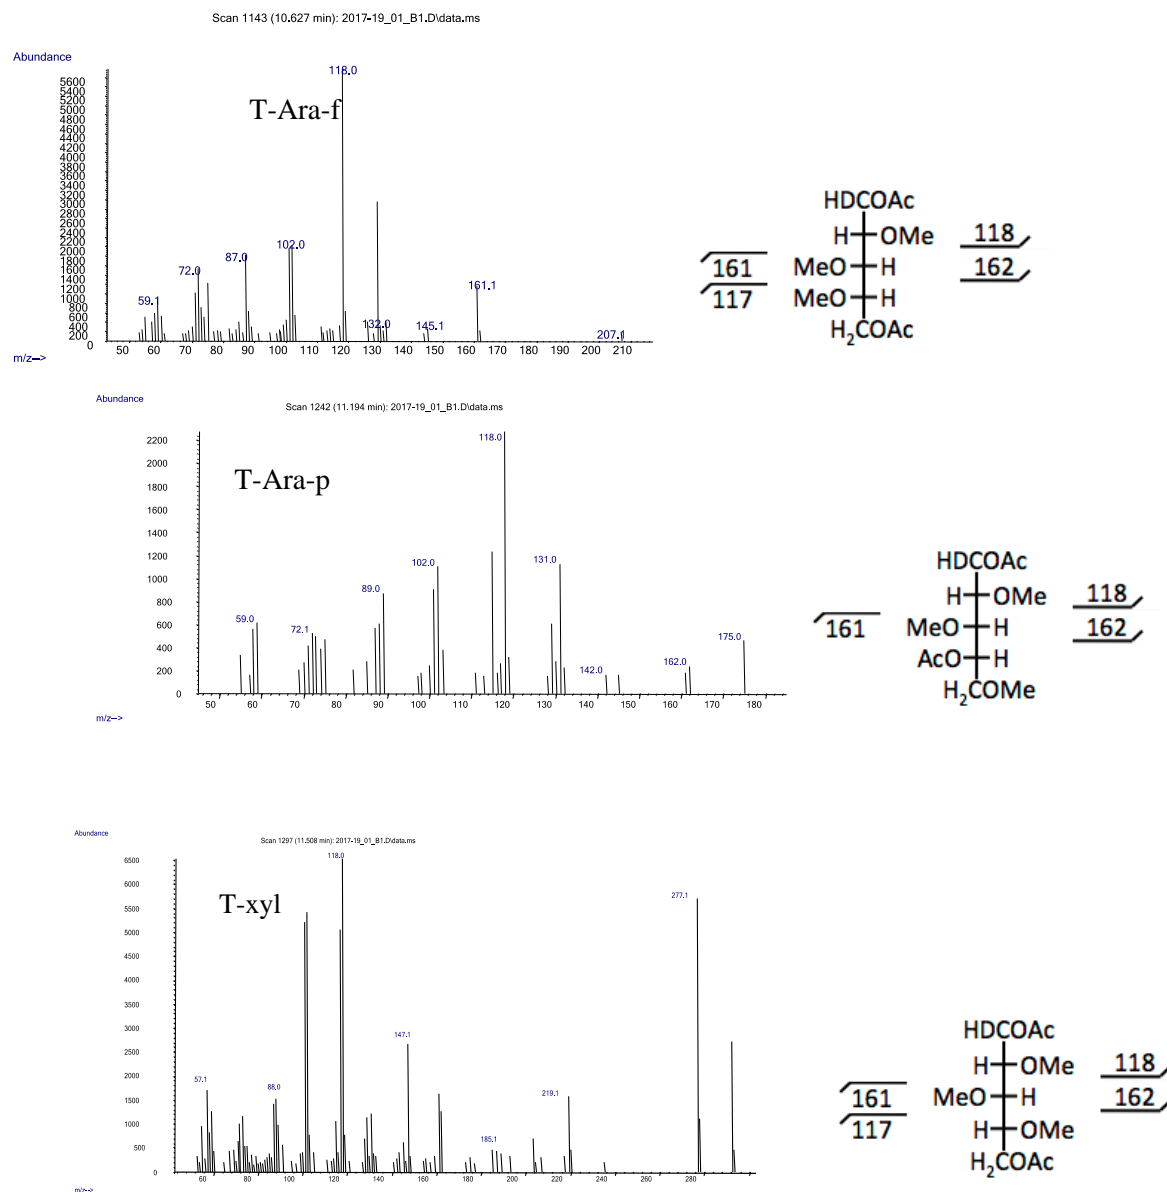 Scan 1143 (10.627 min): 2017-19_01_B1.D\data.ms
Abundance
5600
5400
5200
5000
4800
4600
4400
4200
4000
3800
3600
3400
3200
3000
2800
2600
2400
2200
2000
1800
1600
1400
1200
1000
800
600
400
200
0
T-Ara-f
118.0
102.0
87.0
72.0
59.1
161.1
132.0
145.1
207.1
50 60 70 80 90 100 110 120 130 140 150 160 170 180 190 200 210
m/z-->
HDCOAc
H OMe 118
161 MeO H 162
117 MeO H
H2COAc
Abundance
Scan 1242 (11.194 min): 2017-19_01_B1.D\data.ms
2200
2000
1800
1600
1400
1200
1000
800
600
400
200
0
T-Ara-p
118.0
102.0
131.0
89.0
59.0
72.1
142.0
162.0
175.0
50 60 70 80 90 100 110 120 130 140 150 160 170 180
m/z-->
HDCOAc
H OMe 118
161 MeO H 162
AcO H
H2COMe
Abundance
Scan 1297 (11.508 min): 2017-19_01_B1.D\data.ms
6500
6000
5500
5000
4500
4000
3500
3000
2500
2000
1500
1000
500
0
T-xyl
118.0
277.1
147.1
57.1
88.0
219.1
185.1
60 80 100 120 140 160 180 200 220 240 260 280
m/z-->
HDCOAc
H OMe 118
161 MeO H 162
117 H OMe
H2COAc